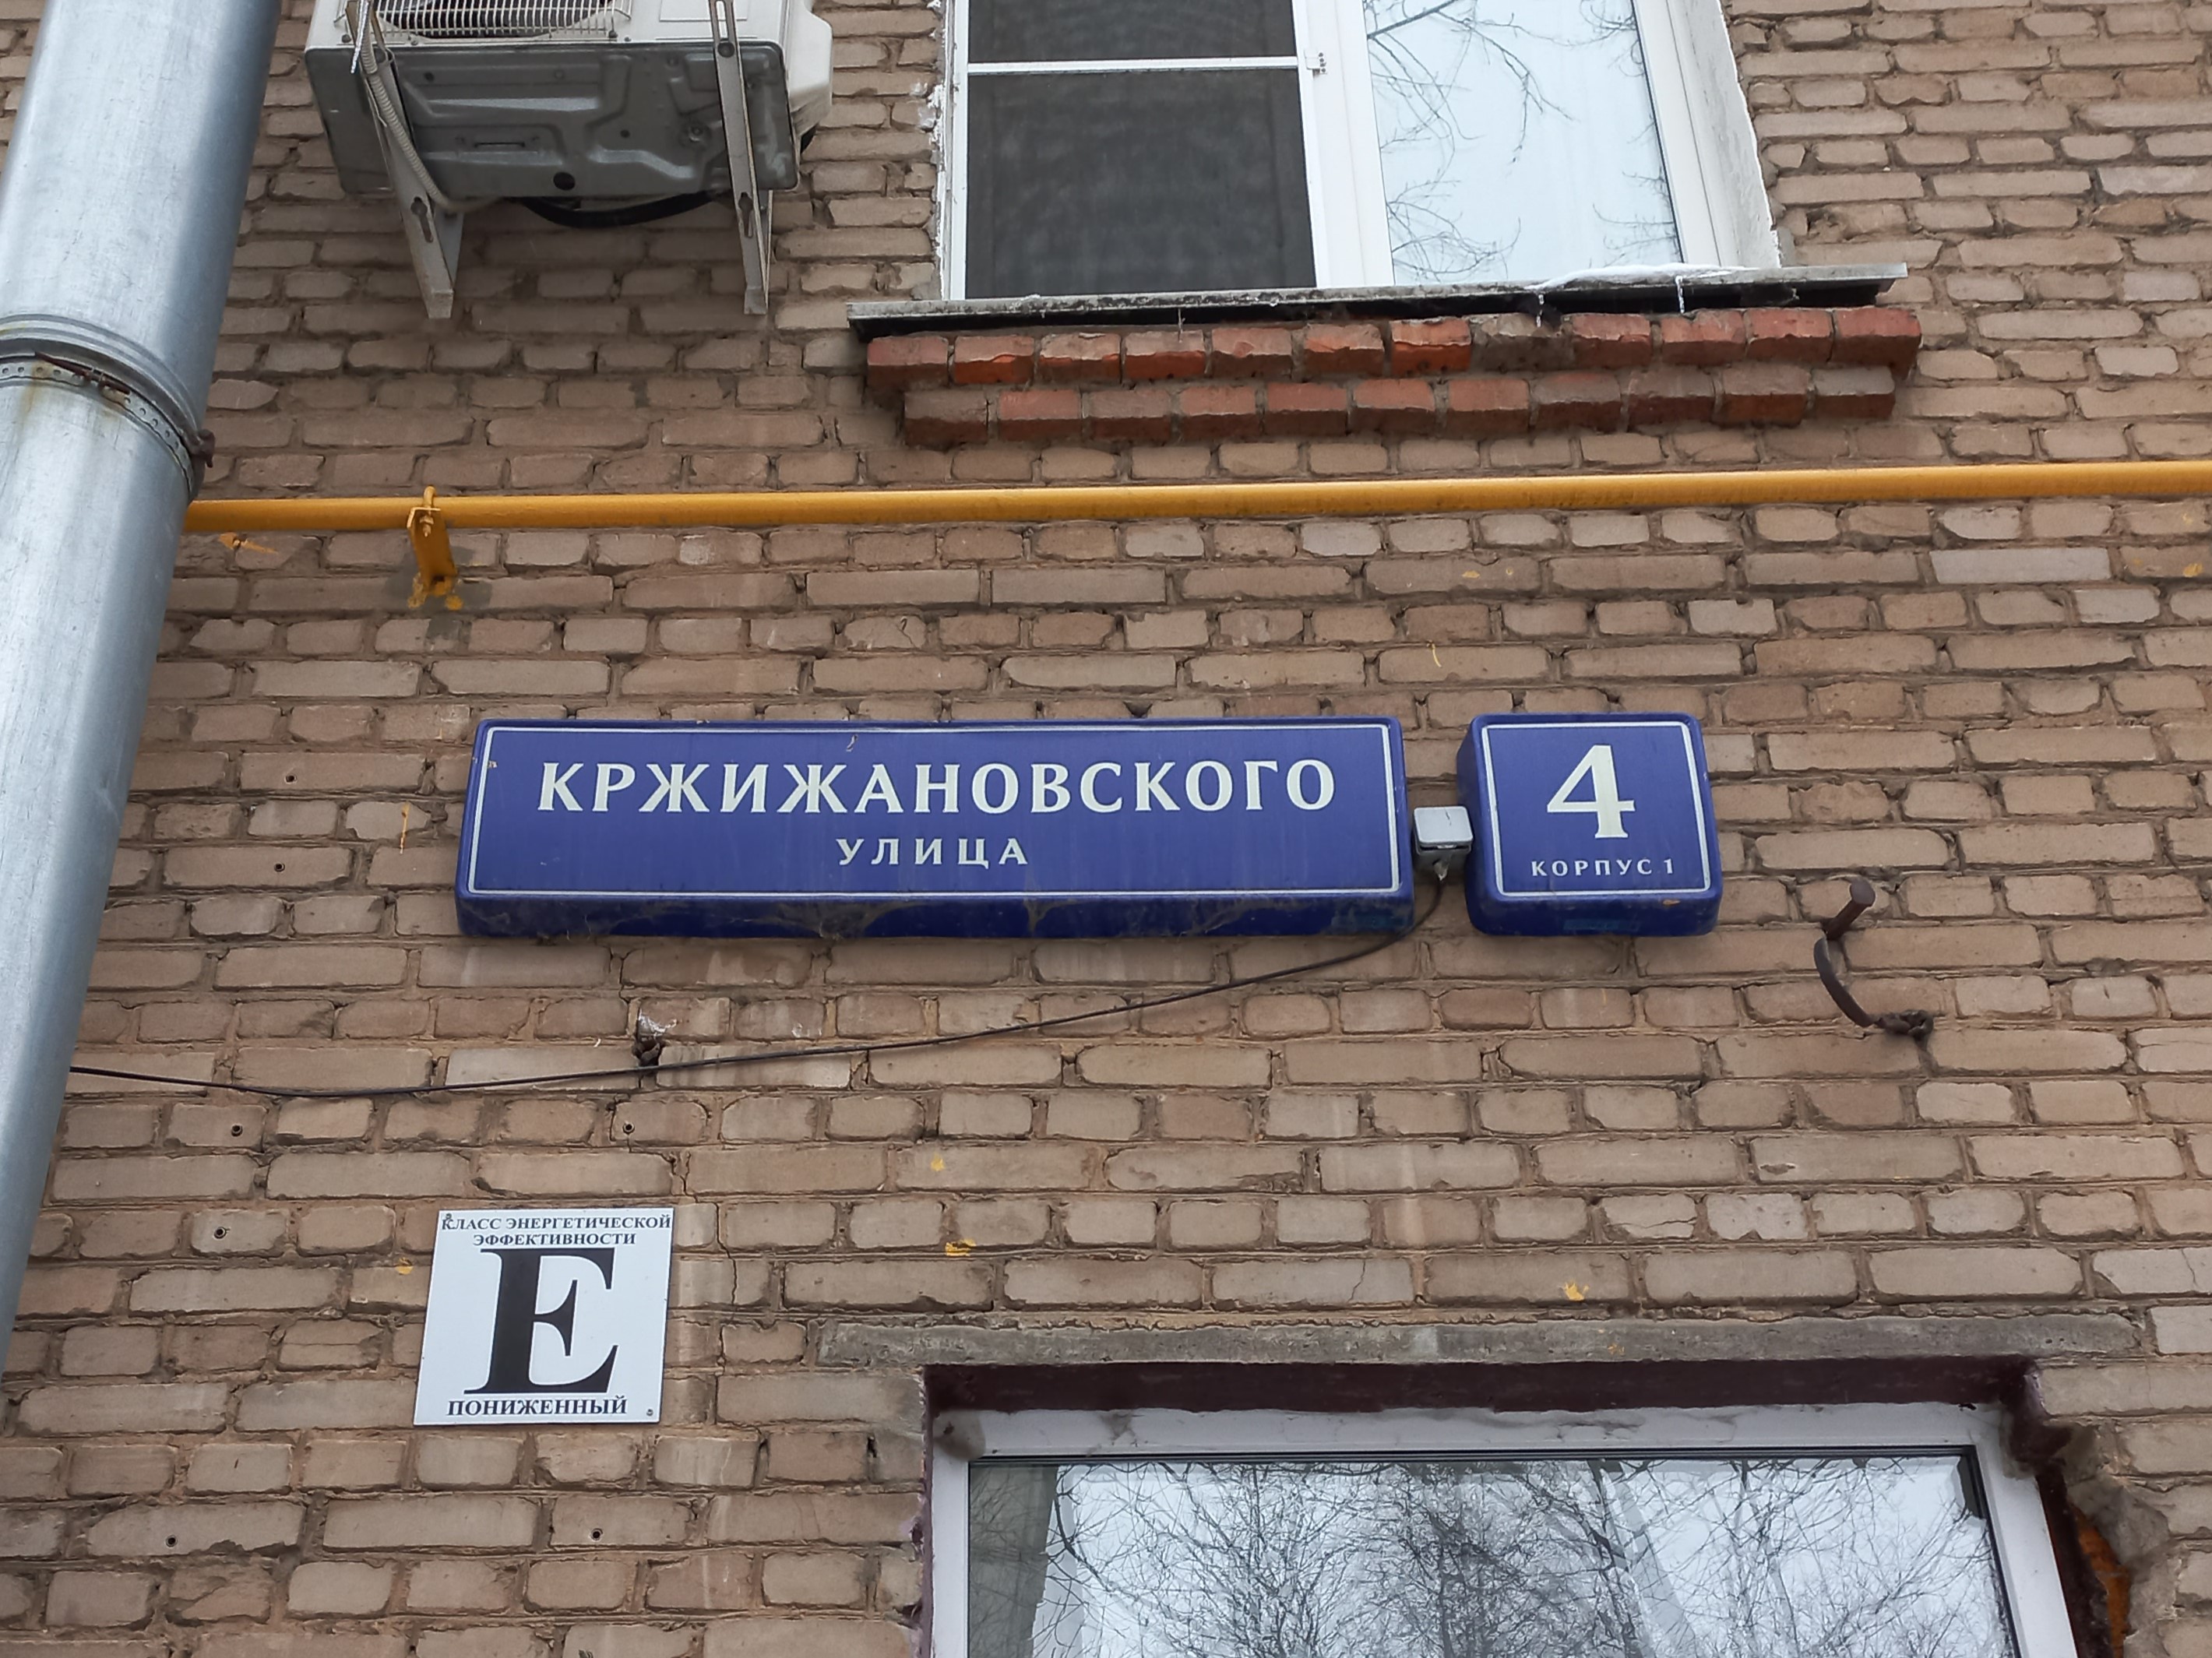 КРЖИЖАНОВСКОГО
УЛИЦА
4
КОРПУС 1
КЛАСС ЭНЕРГЕТИЧЕСКОЙ
ЭФФЕКТИВНОСТИ
E
ПОНИЖЕННЫЙ